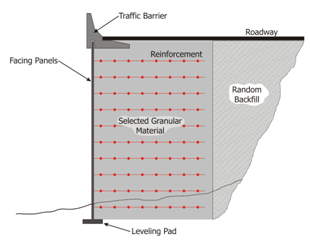 Traffic Barrier
Roadway
Reinforcement
Facing Panels
Random
Backfill
Selected Granular
Material
Leveling Pad